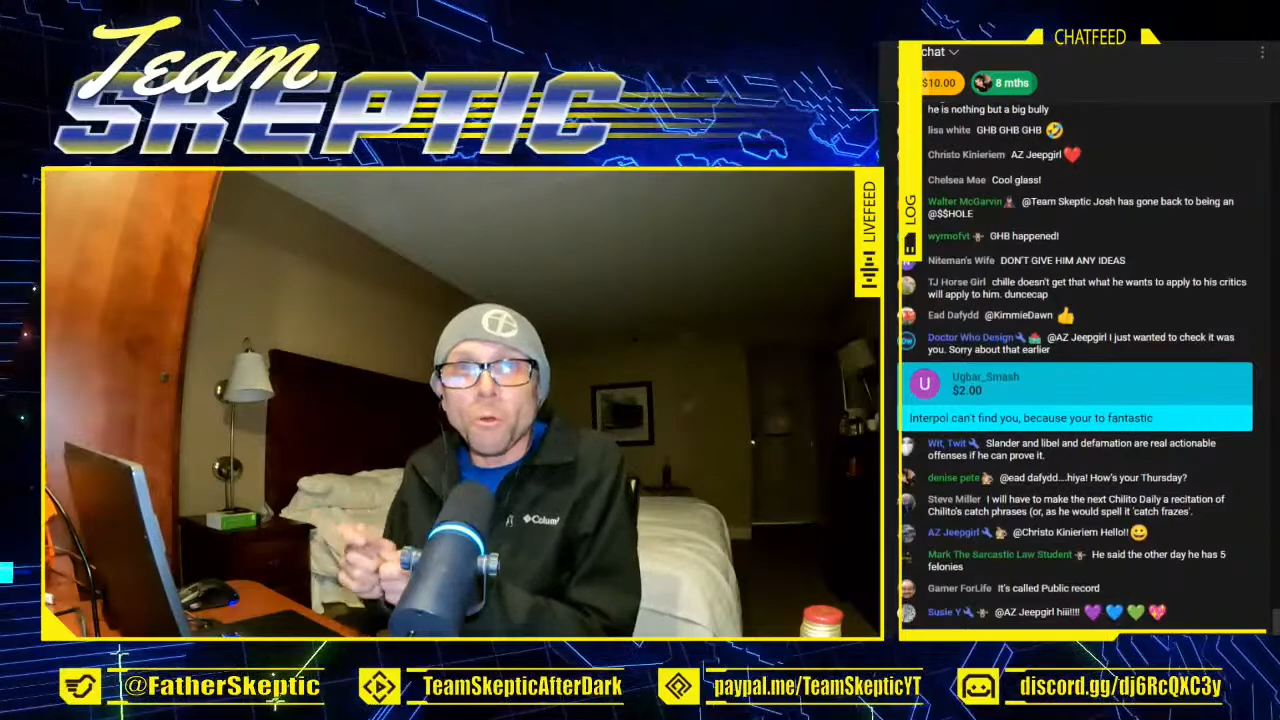 Team
SKEPTIC
CHATFEED
chat
$10.00
8 mths
he is nothing but a big bully
lisa white GHB GHB GHB
Christo Kinieriem AZ Jeepgirl
Chelsea Mae Cool glass!
Walter McGarvin @Team Skeptic Josh has gone back to being an
@$$HOLE
wyrmofvt GHB happened!
Niteman's Wife DON'T GIVE HIM ANY IDEAS
TJ Horse Girl chille doesn't get that what he wants to apply to his critics
will apply to him. duncecap
Ead Dafydd @KimmieDawn
Doctor Who Design @AZ Jeepgirl I just wanted to check it was
you. Sorry about that earlier
U
Ugbar_Smash
$2.00
Interpol can't find you, because your to fantastic
Wit, Twit Slander and libel and defamation are real actionable
offenses if he can prove it.
denise pete @ead dafydd....hiya! How's your Thursday?
Steve Miller I will have to make the next Chilito Daily a recitation of
Chilito's catch phrases (or, as he would spell it 'catch frazes'.
AZ Jeepgirl @Christo Kinieriem Hello!!
Mark The Sarcastic Law Student He said the other day he has 5
felonies
Gamer ForLife It's called Public record
Susie Y @AZ Jeepgirl hiii!!!!
LIVEFEED
LOG
Columbia
@FatherSkeptic
TeamSkepticAfterDark
paypal.me/TeamSkepticYT
discord.gg/dj6RcQXC3y